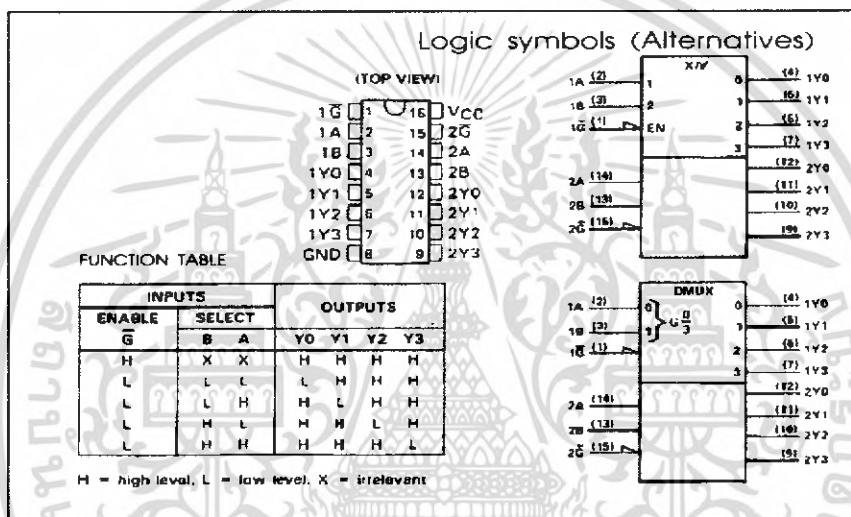 Logic symbols (Alternatives)
(TOP VIEW)
1G̅ 1 16 VCC
1A 2 15 2G̅
1B 3 14 2A
1Y0 4 13 2B
1Y1 5 12 2Y0
1Y2 6 11 2Y1
1Y3 7 10 2Y2
GND 8 9 2Y3
X/Y
1A (2) 1 0 (4) 1Y0
1B (3) 2 1 (5) 1Y1
1G̅ (1) EN 2 (6) 1Y2
3 (7) 1Y3
(12) 2Y0
2A (14) (11) 2Y1
2B (13) (10) 2Y2
2G̅ (15) (9) 2Y3
FUNCTION TABLE
INPUTS OUTPUTS
ENABLE SELECT
G̅ B A Y0 Y1 Y2 Y3
H X X H H H H
L L L L H H H
L L H H L H H
L H L H H L H
L H H H H H L
H = high level, L = low level, X = irrelevant
DMUX
1A (2) 0 0 (4) 1Y0
1B (3) 1 G 0/3 1 (5) 1Y1
1G̅ (1) 2 (6) 1Y2
3 (7) 1Y3
(12) 2Y0
2A (14) (11) 2Y1
2B (13) (10) 2Y2
2G̅ (15) (9) 2Y3